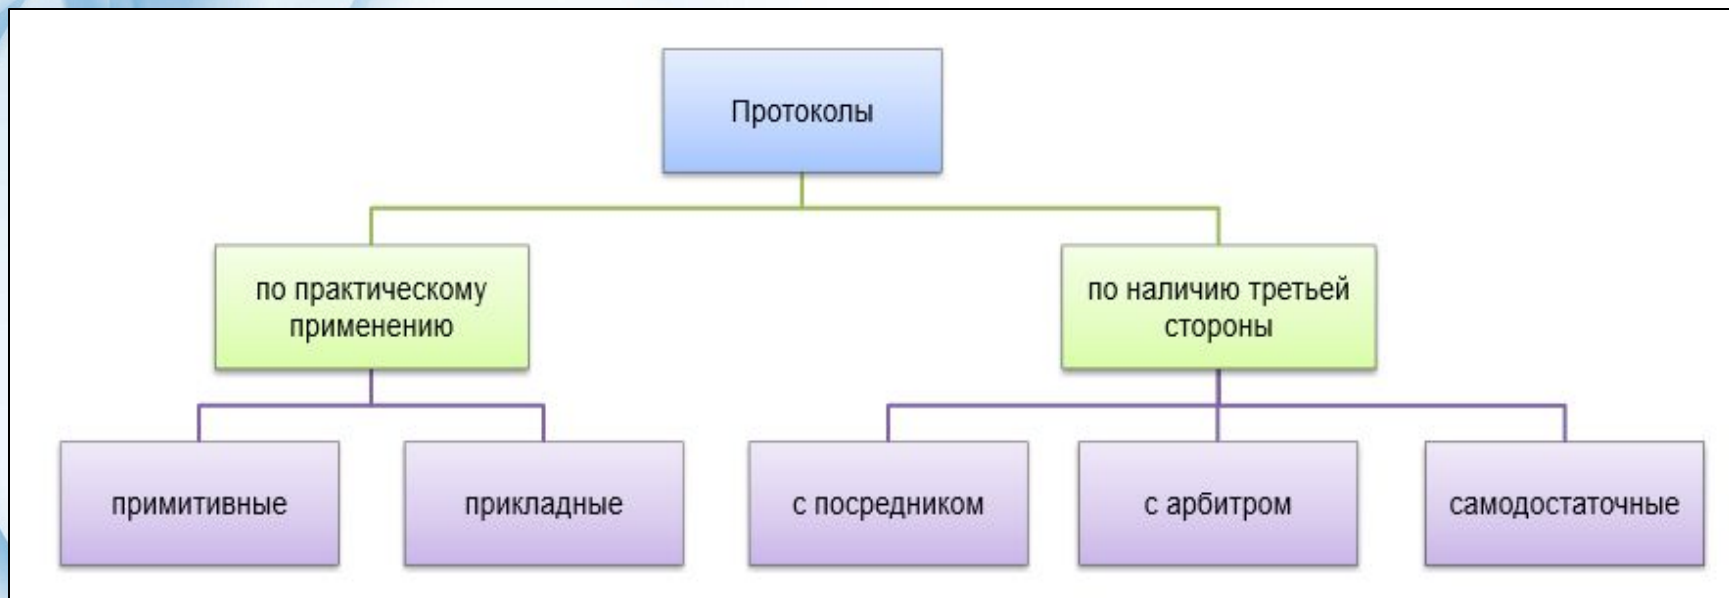 Протоколы
по практическому
применению
по наличию третьей
стороны
примитивные
прикладные
с посредником
с арбитром
самодостаточные